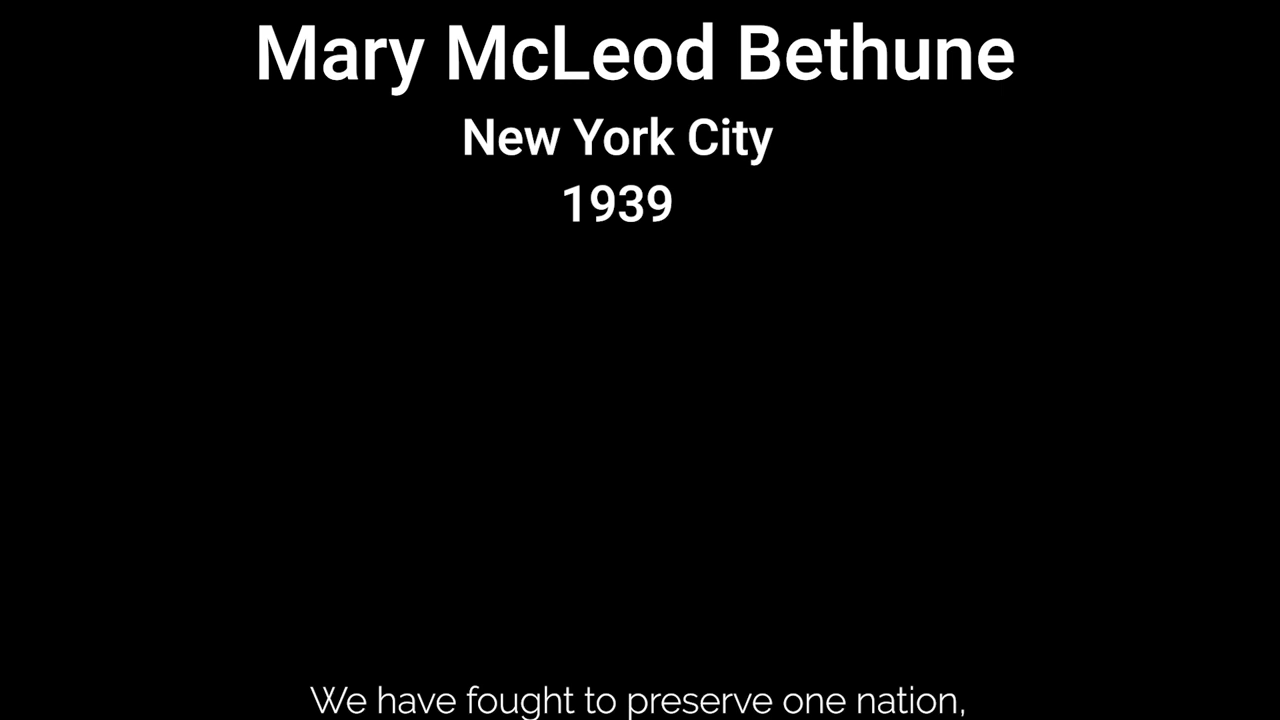 Mary McLeod Bethune
New York City
1939
We have fought to preserve one nation,